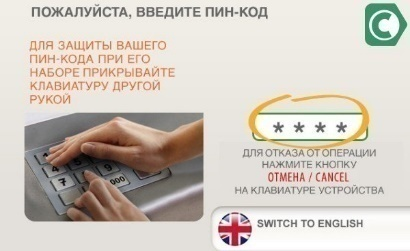 ПОЖАЛУЙСТА, ВВЕДИТЕ ПИН-КОД
ДЛЯ ЗАЩИТЫ ВАШЕГО
ПИН-КОДА ПРИ ЕГО
НАБОРЕ ПРИКРЫВАЙТЕ
КЛАВИАТУРУ ДРУГОЙ
РУКОЙ
****
ДЛЯ ОТКАЗА ОТ ОПЕРАЦИИ
НАЖМИТЕ КНОПКУ
ОТМЕНА / CANCEL
НА КЛАВИАТУРЕ УСТРОЙСТВА
SWITCH TO ENGLISH